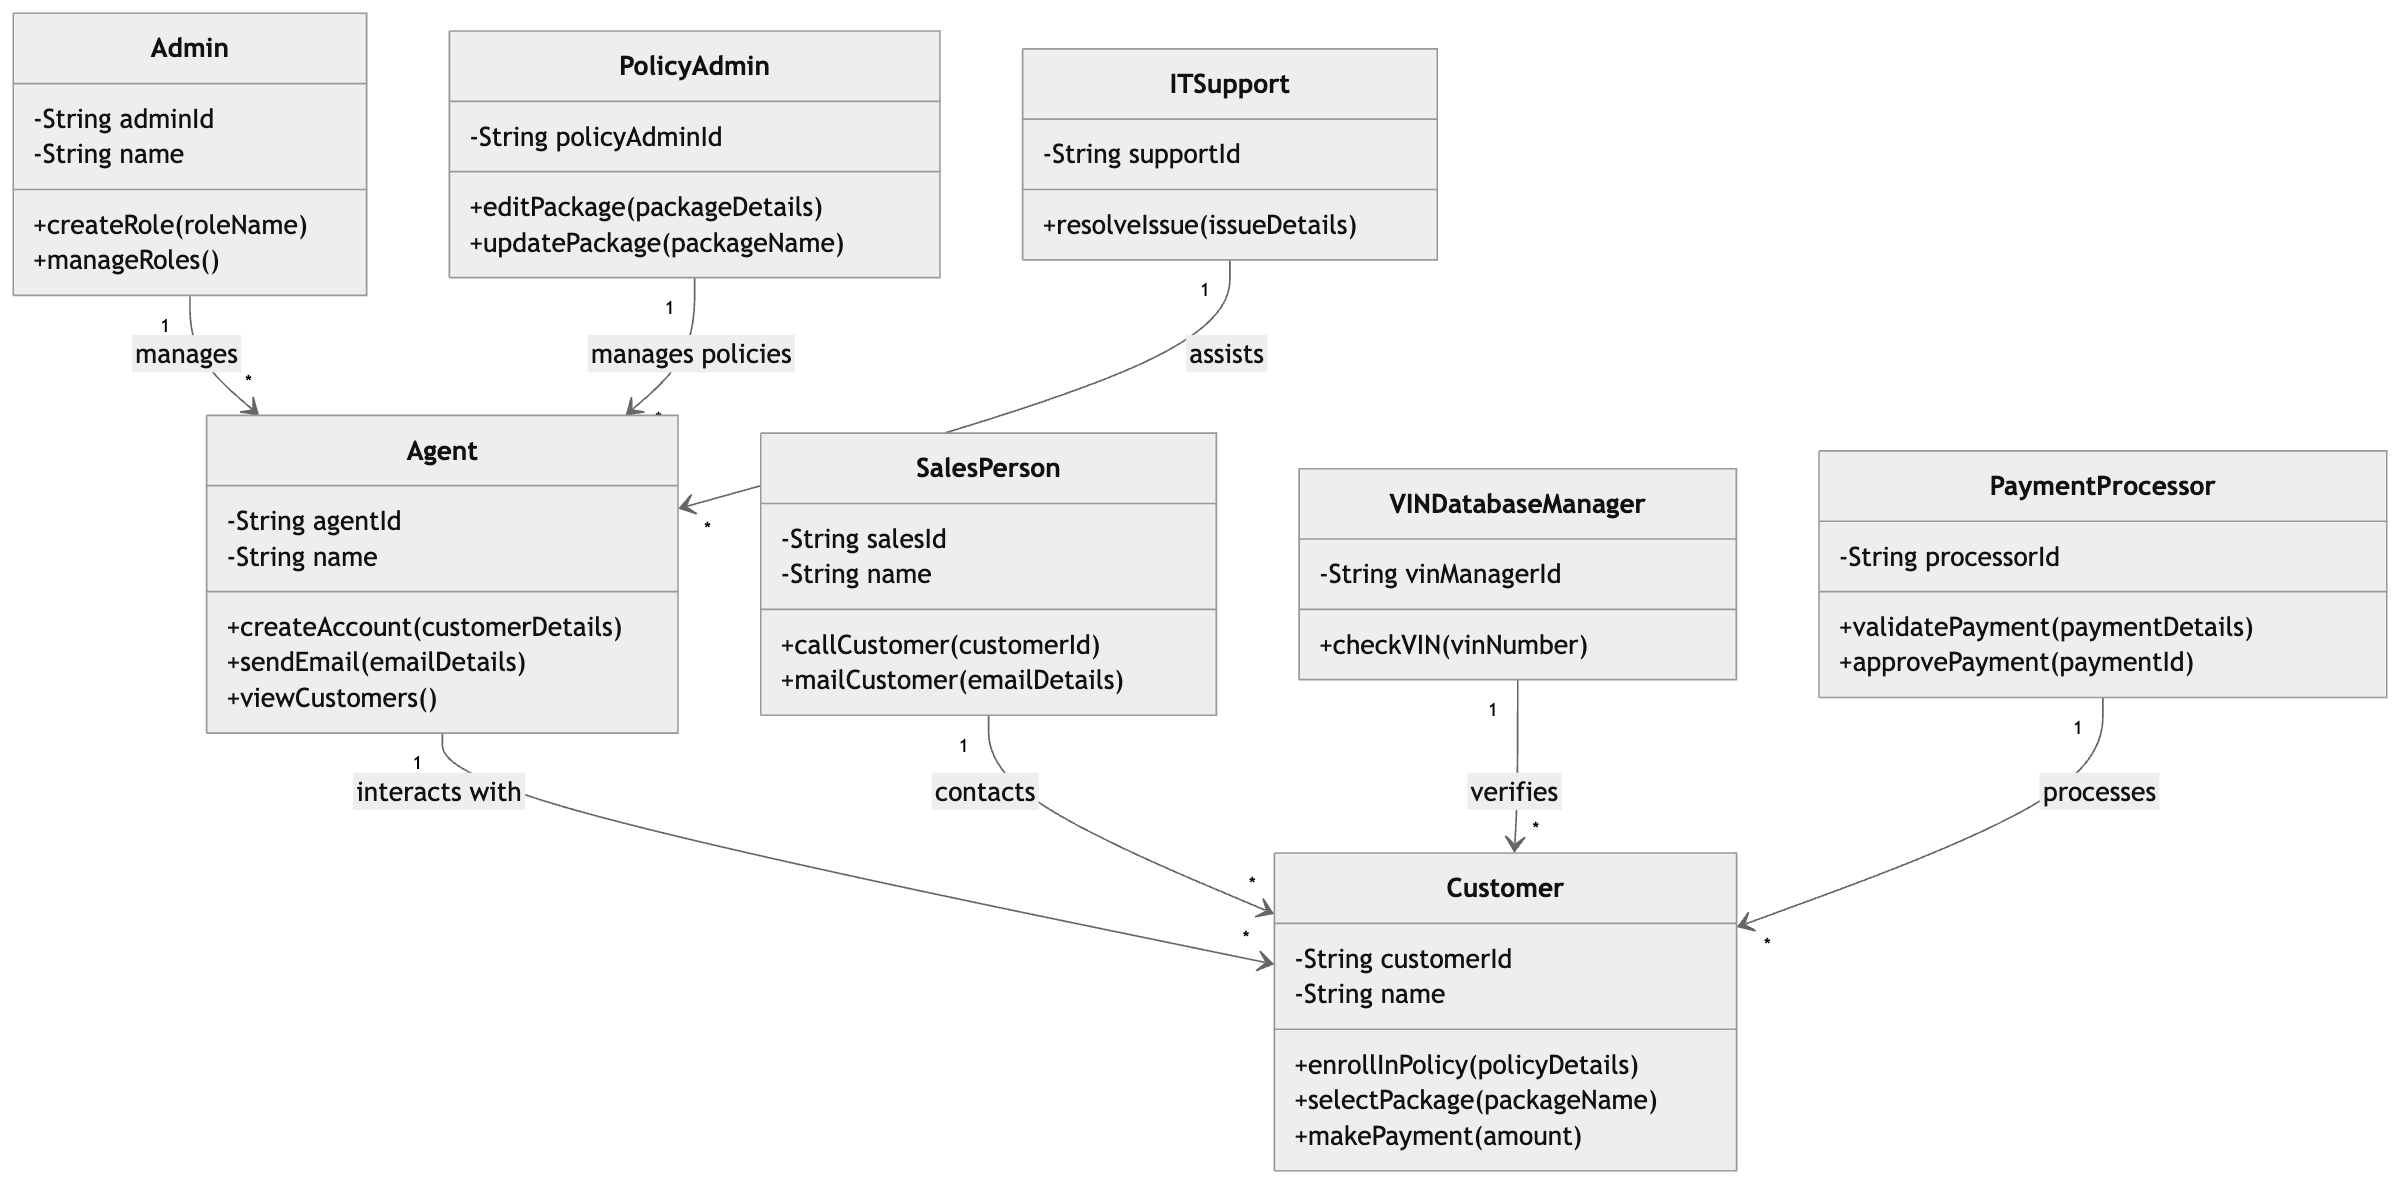 Admin
-String adminId
-String name
+createRole(roleName)
+manageRoles()
PolicyAdmin
-String policyAdminId
+editPackage(packageDetails)
+updatePackage(packageName)
ITSupport
-String supportId
+resolveIssue(issueDetails)
1
manages
*
1
manages policies
*
1
assists
*
Agent
-String agentId
-String name
+createAccount(customerDetails)
+sendEmail(emailDetails)
+viewCustomers()
SalesPerson
-String salesId
-String name
+callCustomer(customerId)
+mailCustomer(emailDetails)
VINDatabaseManager
-String vinManagerId
+checkVIN(vinNumber)
PaymentProcessor
-String processorId
+validatePayment(paymentDetails)
+approvePayment(paymentId)
1
interacts with
*
1
contacts
*
1
verifies
*
1
processes
*
Customer
-String customerId
-String name
+enrollInPolicy(policyDetails)
+selectPackage(packageName)
+makePayment(amount)